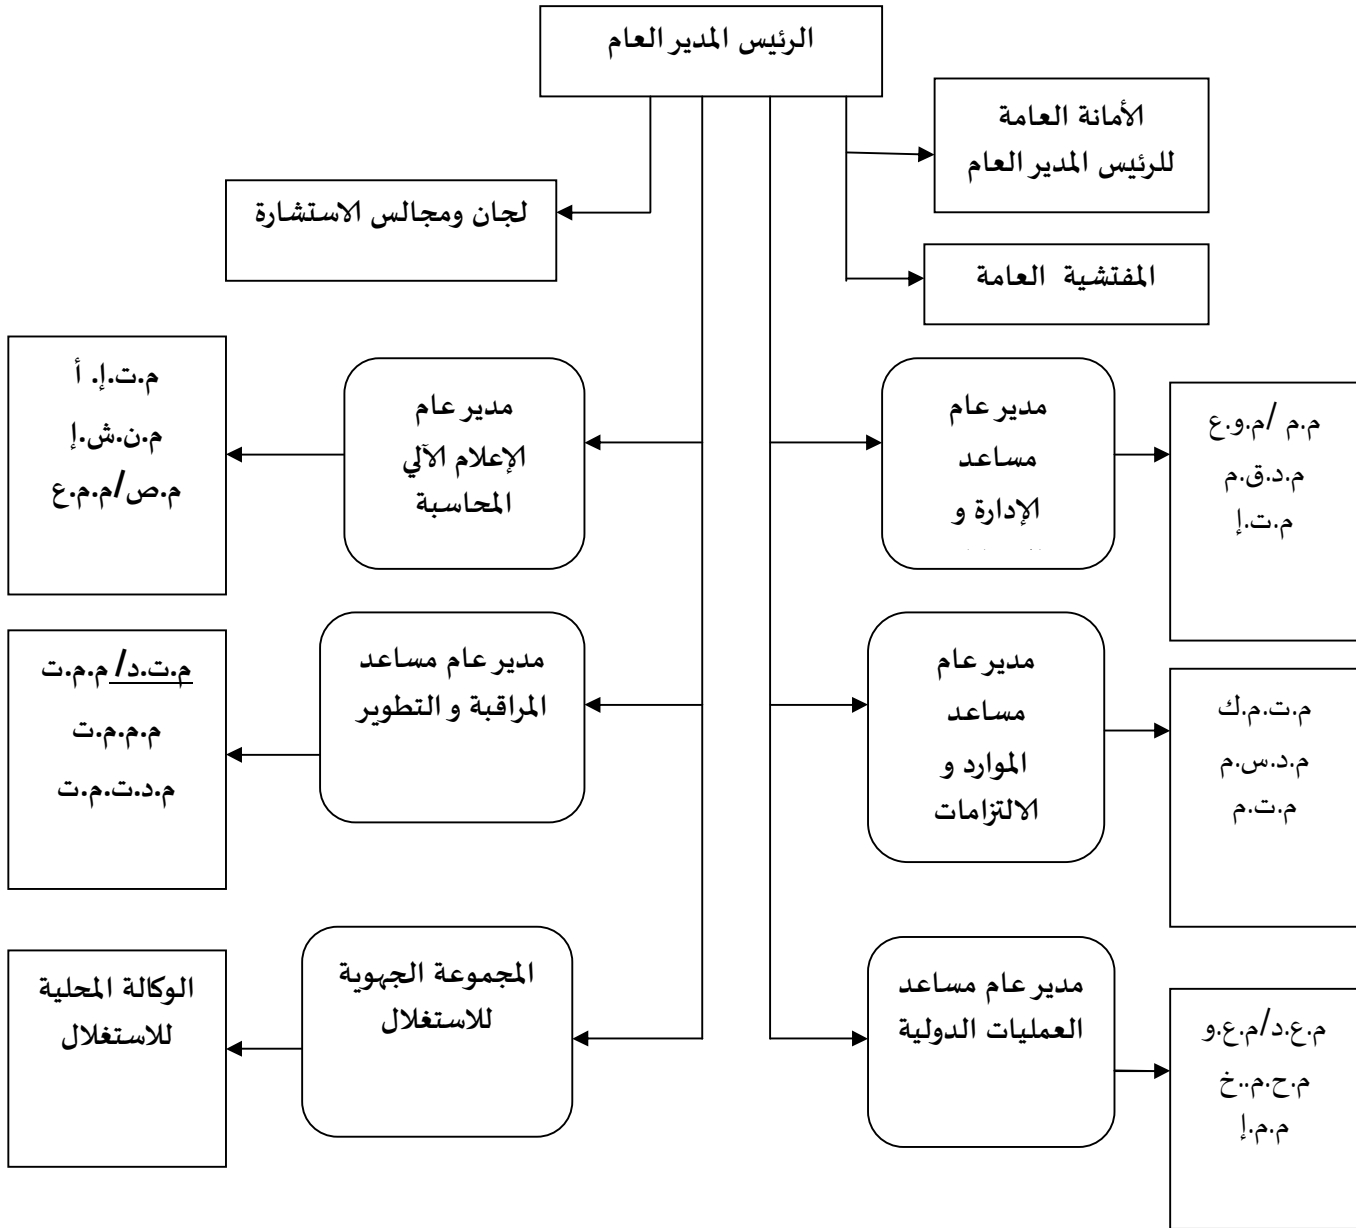 الرئيس المدير العام
الأمانة العامة
للرئيس المدير العام
لجان ومجالس الاستشارة
المفتشية العامة
مدير عام
مساعد
الإدارة و
م.م /م.و.ع
م.د.ق.م
م.ت.إ
مدير عام
الإعلام الآلي
المحاسبة
م.ت.إ. أ
م.ن.ش.إ
م.ص/م.م.ع
مدير عام
مساعد
الموارد و
الالتزامات
م.ت.م.ك
م.د.س.م
م.ت.م
مدير عام مساعد
المراقبة و التطوير
م.ت.د/ م.م.ت
م.م.م.ت
م.د.ت.م.ت
مدير عام مساعد
العمليات الدولية
م.ع.د/م.ع.و
م.ح.م..خ
م.م.إ
المجموعة الجهوية
للاستغلال
الوكالة المحلية
للاستغلال